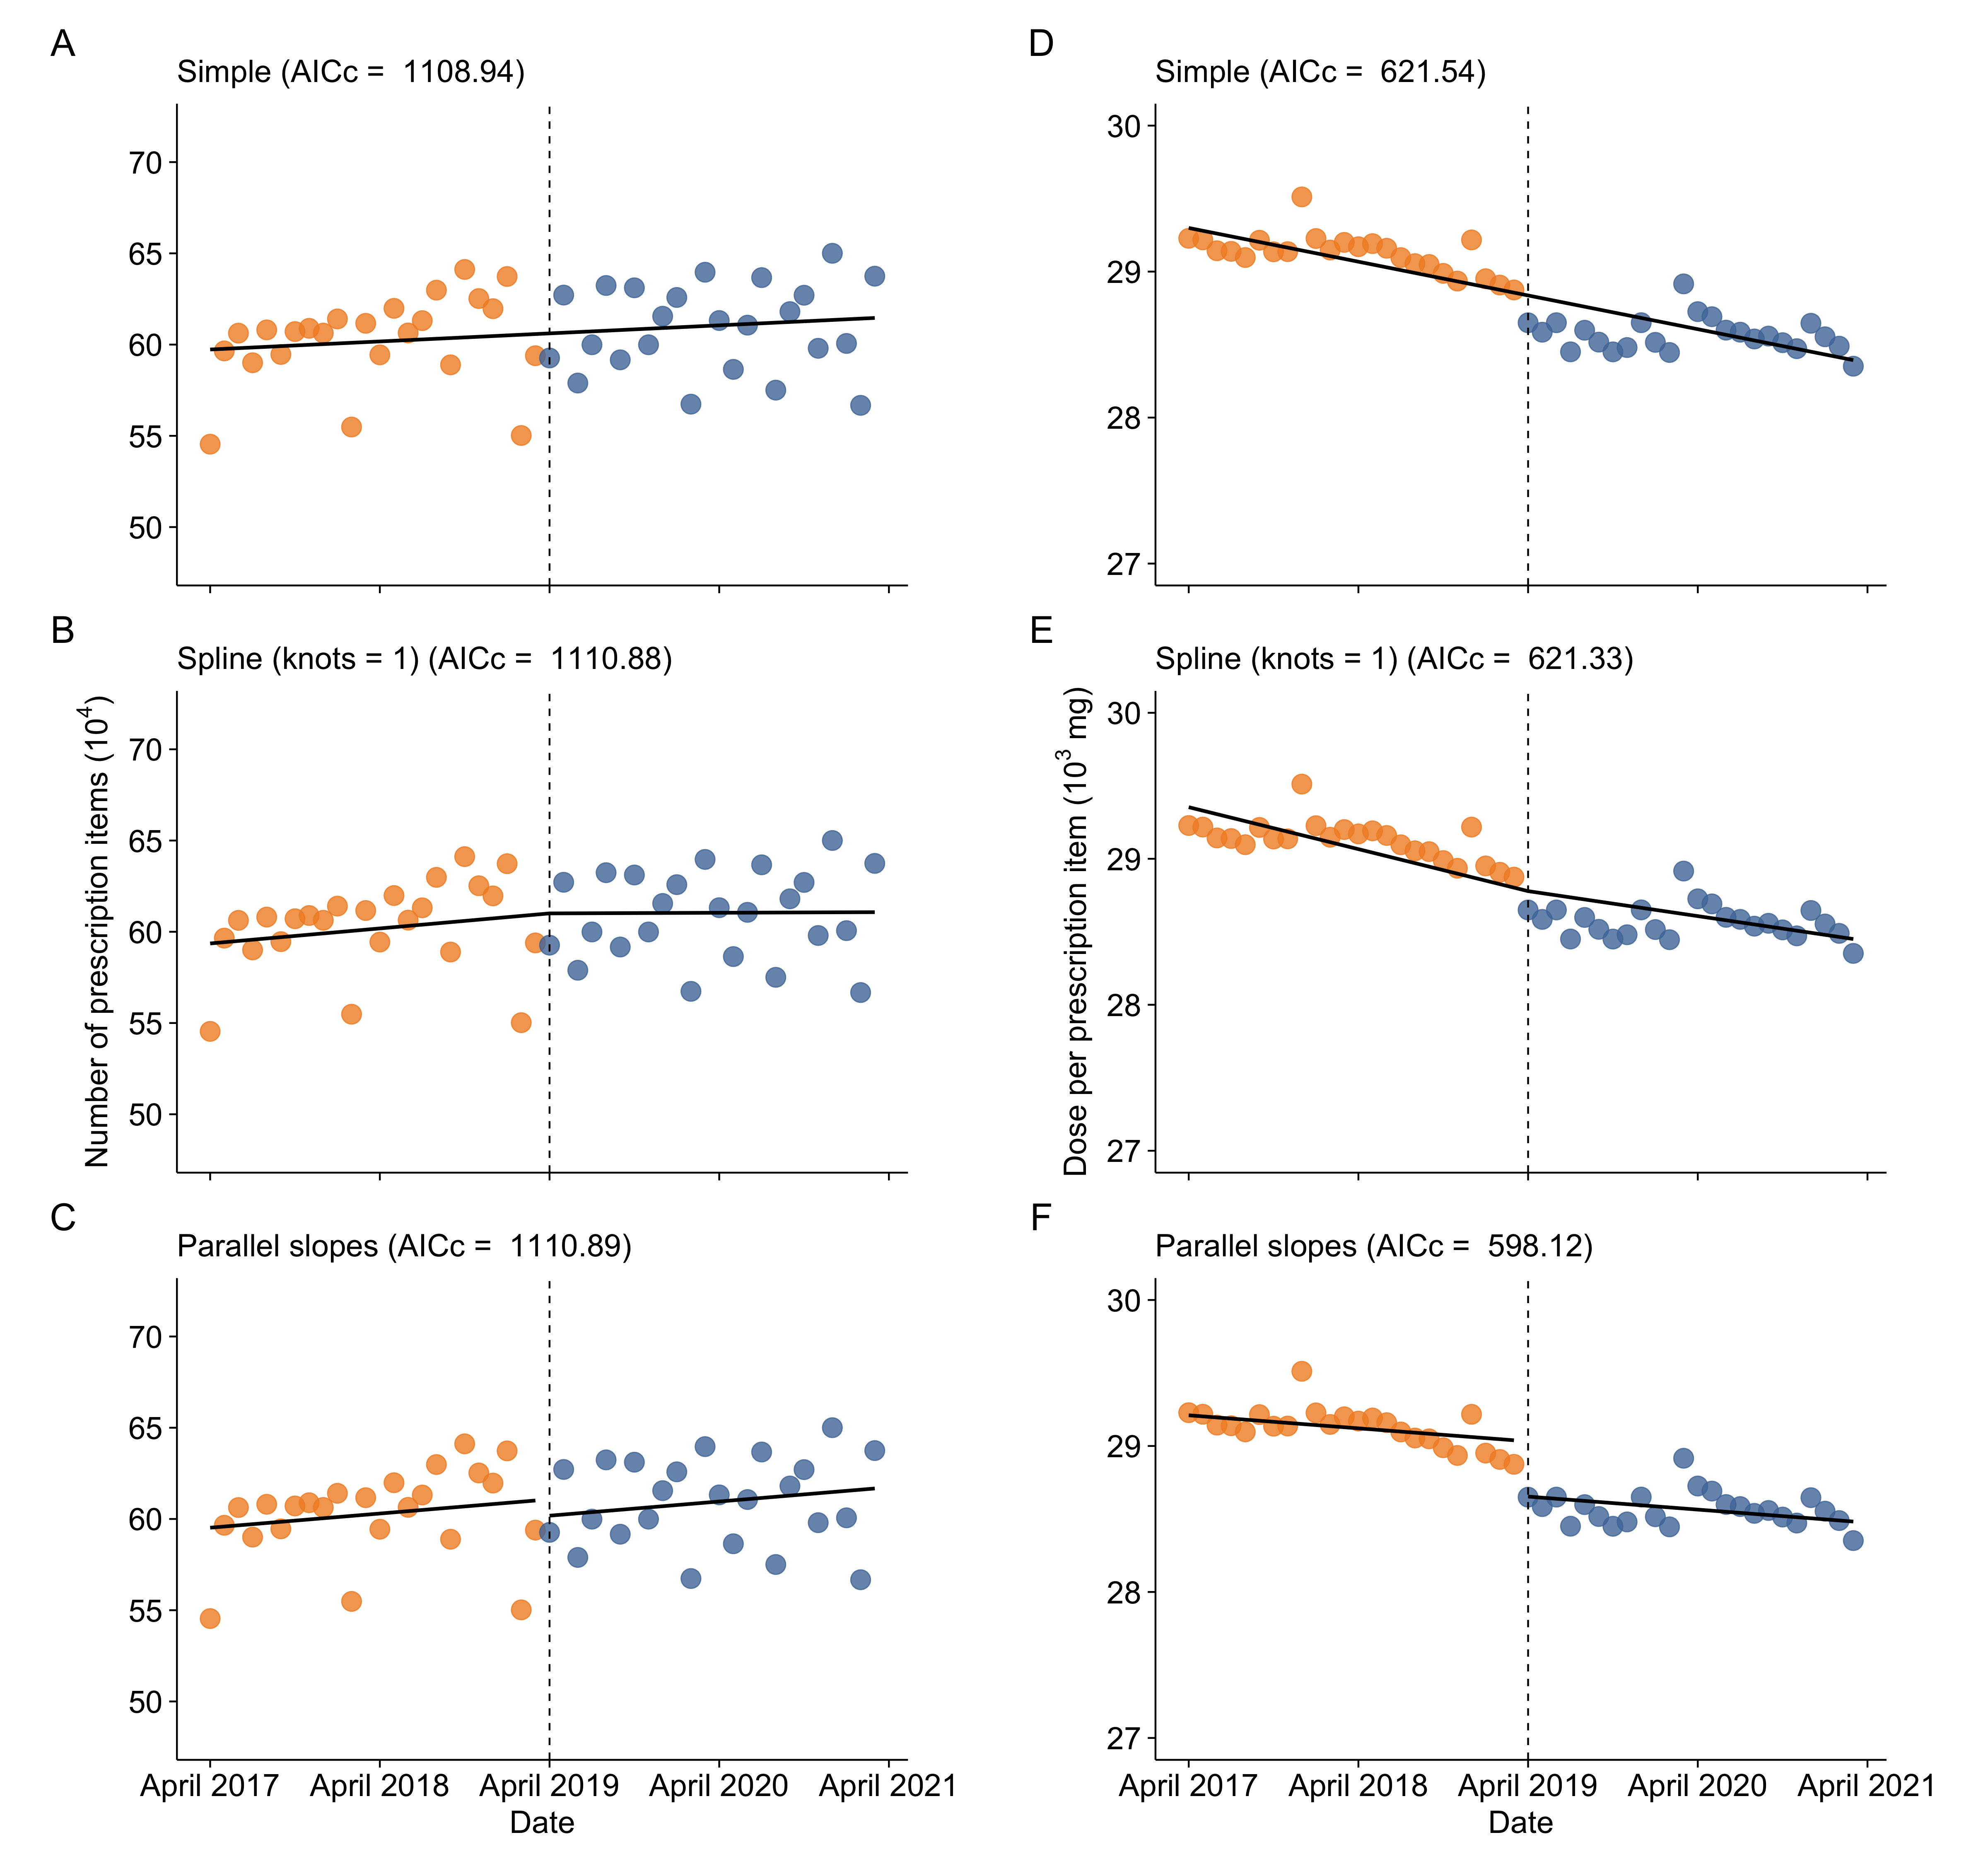 A
Simple (AICc =  1108.94)
70
65
60
55
50
B
Spline (knots = 1) (AICc =  1110.88)
Number of prescription items (10⁴)
70
65
60
55
50
C
Parallel slopes (AICc =  1110.89)
70
65
60
55
50
April 2017
April 2018
April 2019
April 2020
April 2021
Date
D
Simple (AICc =  621.54)
30
29
28
27
E
Spline (knots = 1) (AICc =  621.33)
Dose per prescription item (10³ mg)
30
29
28
27
F
Parallel slopes (AICc =  598.12)
30
29
28
27
April 2017
April 2018
April 2019
April 2020
April 2021
Date